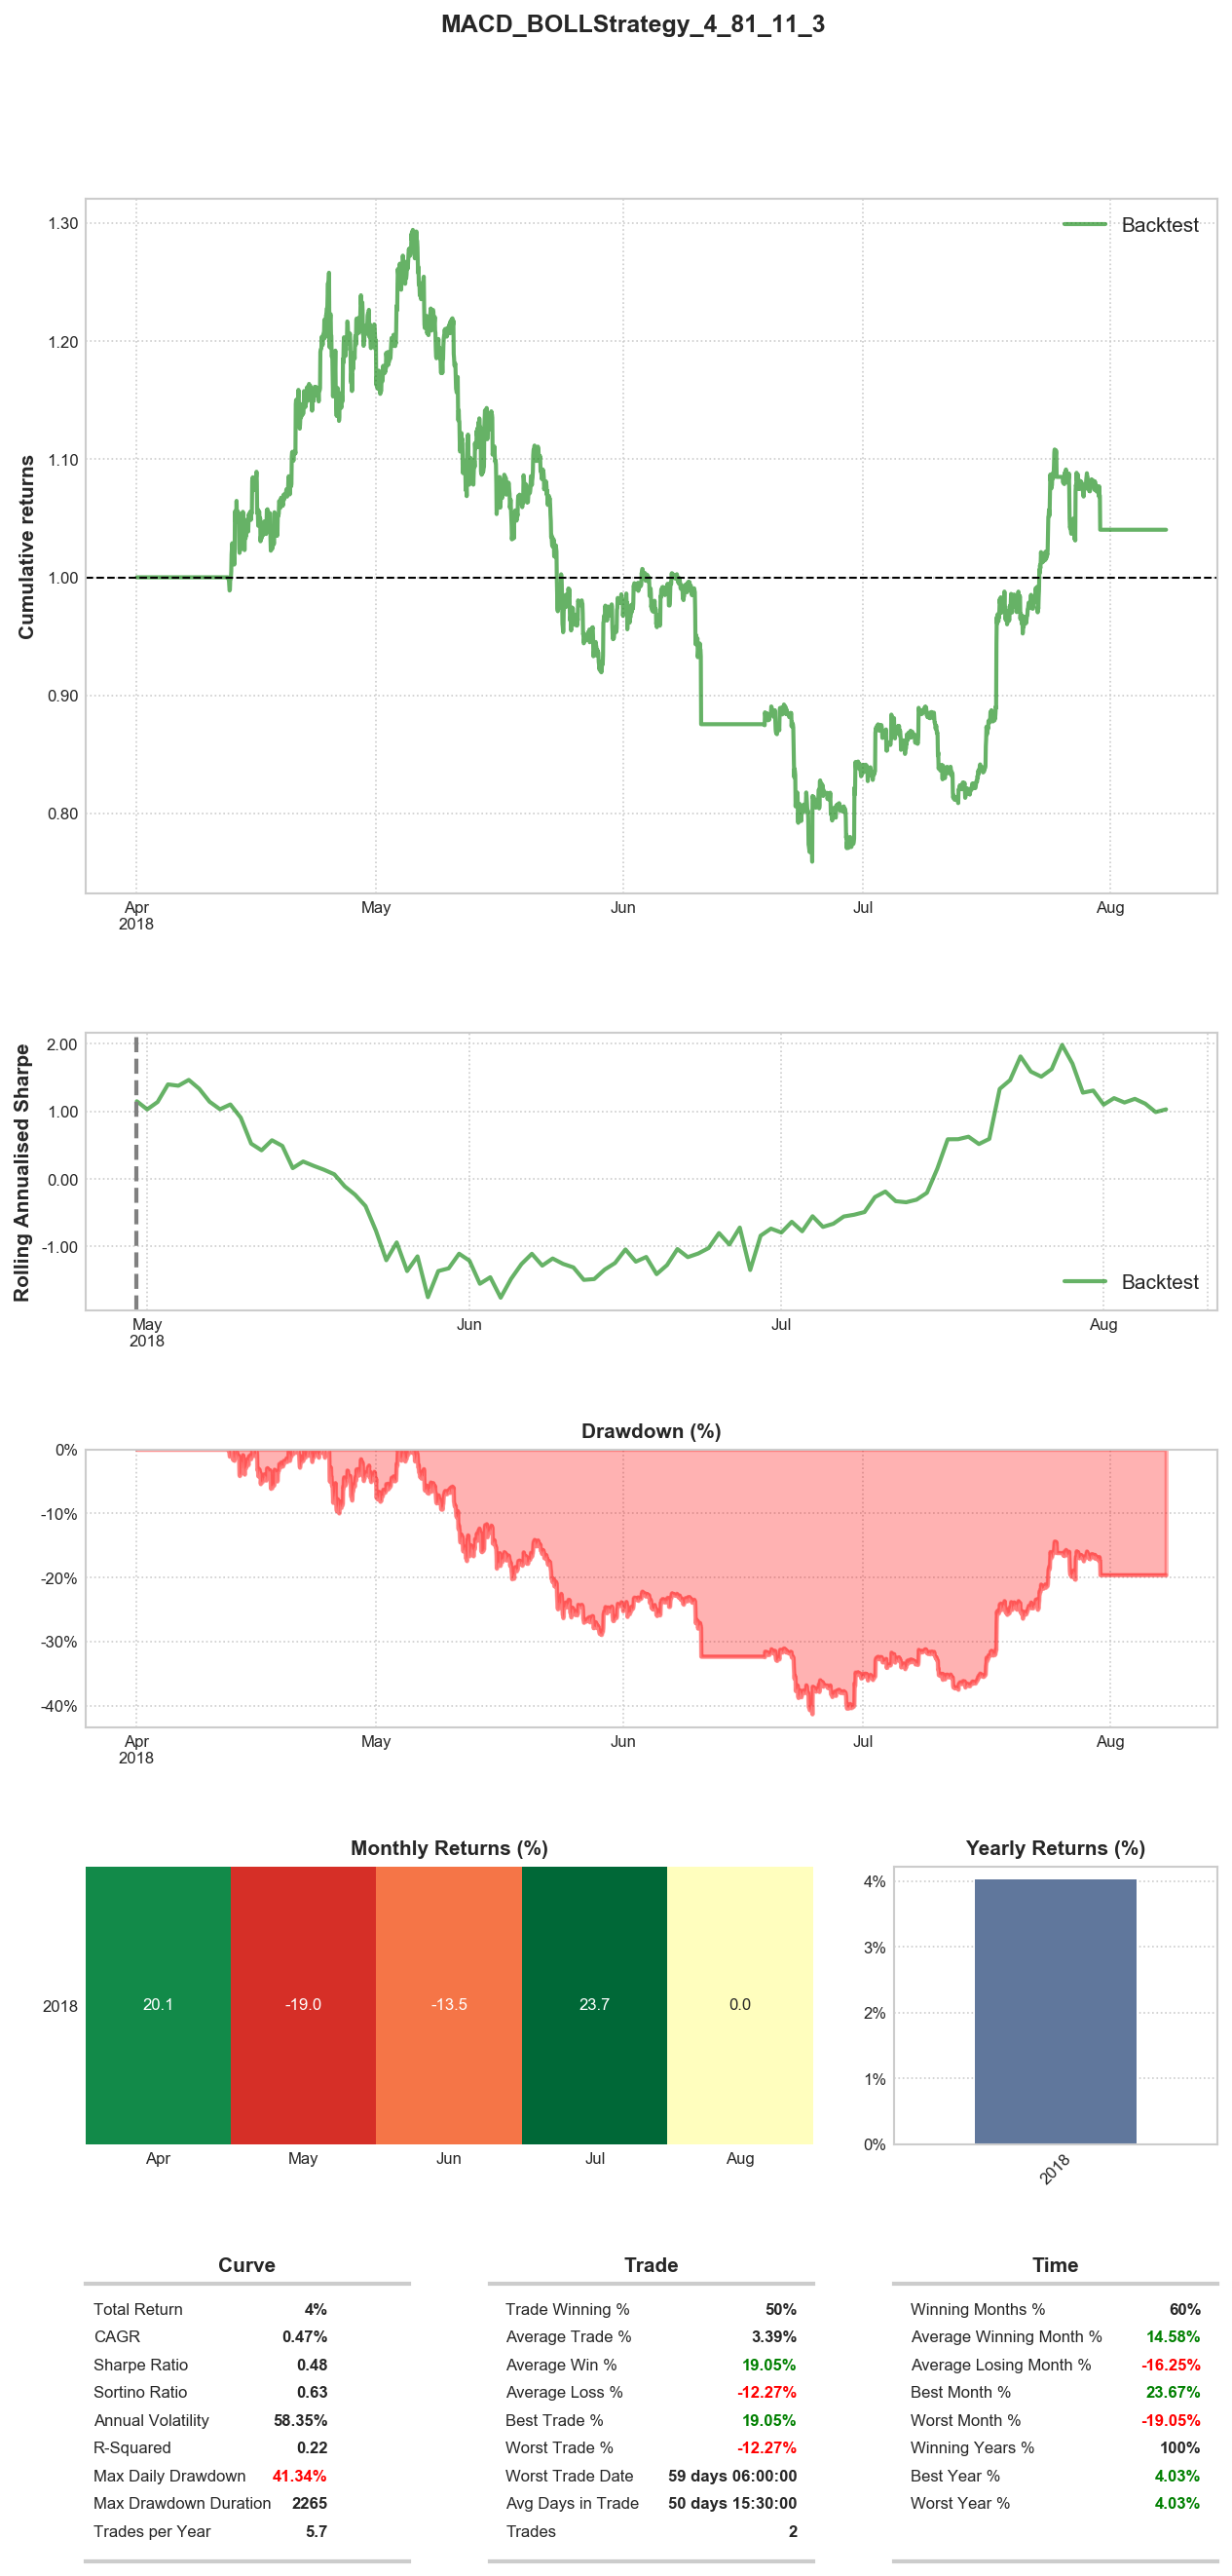 MACD_BOLLStrategy_4_81_11_3
Cumulative returns
1.30
1.20
1.10
1.00
0.90
0.80
Backtest
Apr May Jun Jul Aug
2018
Rolling Annualised Sharpe
2.00
1.00
0.00
-1.00
Backtest
May Jun Jul Aug
2018
Drawdown (%)
0%
-10%
-20%
-30%
-40%
Apr May Jun Jul Aug
2018
Monthly Returns (%)
2018 20.1 -19.0 -13.5 23.7 0.0
Apr May Jun Jul Aug
Yearly Returns (%)
4%
3%
2%
1%
0%
2018
Curve
Total Return 4%
CAGR 0.47%
Sharpe Ratio 0.48
Sortino Ratio 0.63
Annual Volatility 58.35%
R-Squared 0.22
Max Daily Drawdown 41.34%
Max Drawdown Duration 2265
Trades per Year 5.7
Trade
Trade Winning % 50%
Average Trade % 3.39%
Average Win % 19.05%
Average Loss % -12.27%
Best Trade % 19.05%
Worst Trade % -12.27%
Worst Trade Date 59 days 06:00:00
Avg Days in Trade 50 days 15:30:00
Trades 2
Time
Winning Months % 60%
Average Winning Month % 14.58%
Average Losing Month % -16.25%
Best Month % 23.67%
Worst Month % -19.05%
Winning Years % 100%
Best Year % 4.03%
Worst Year % 4.03%